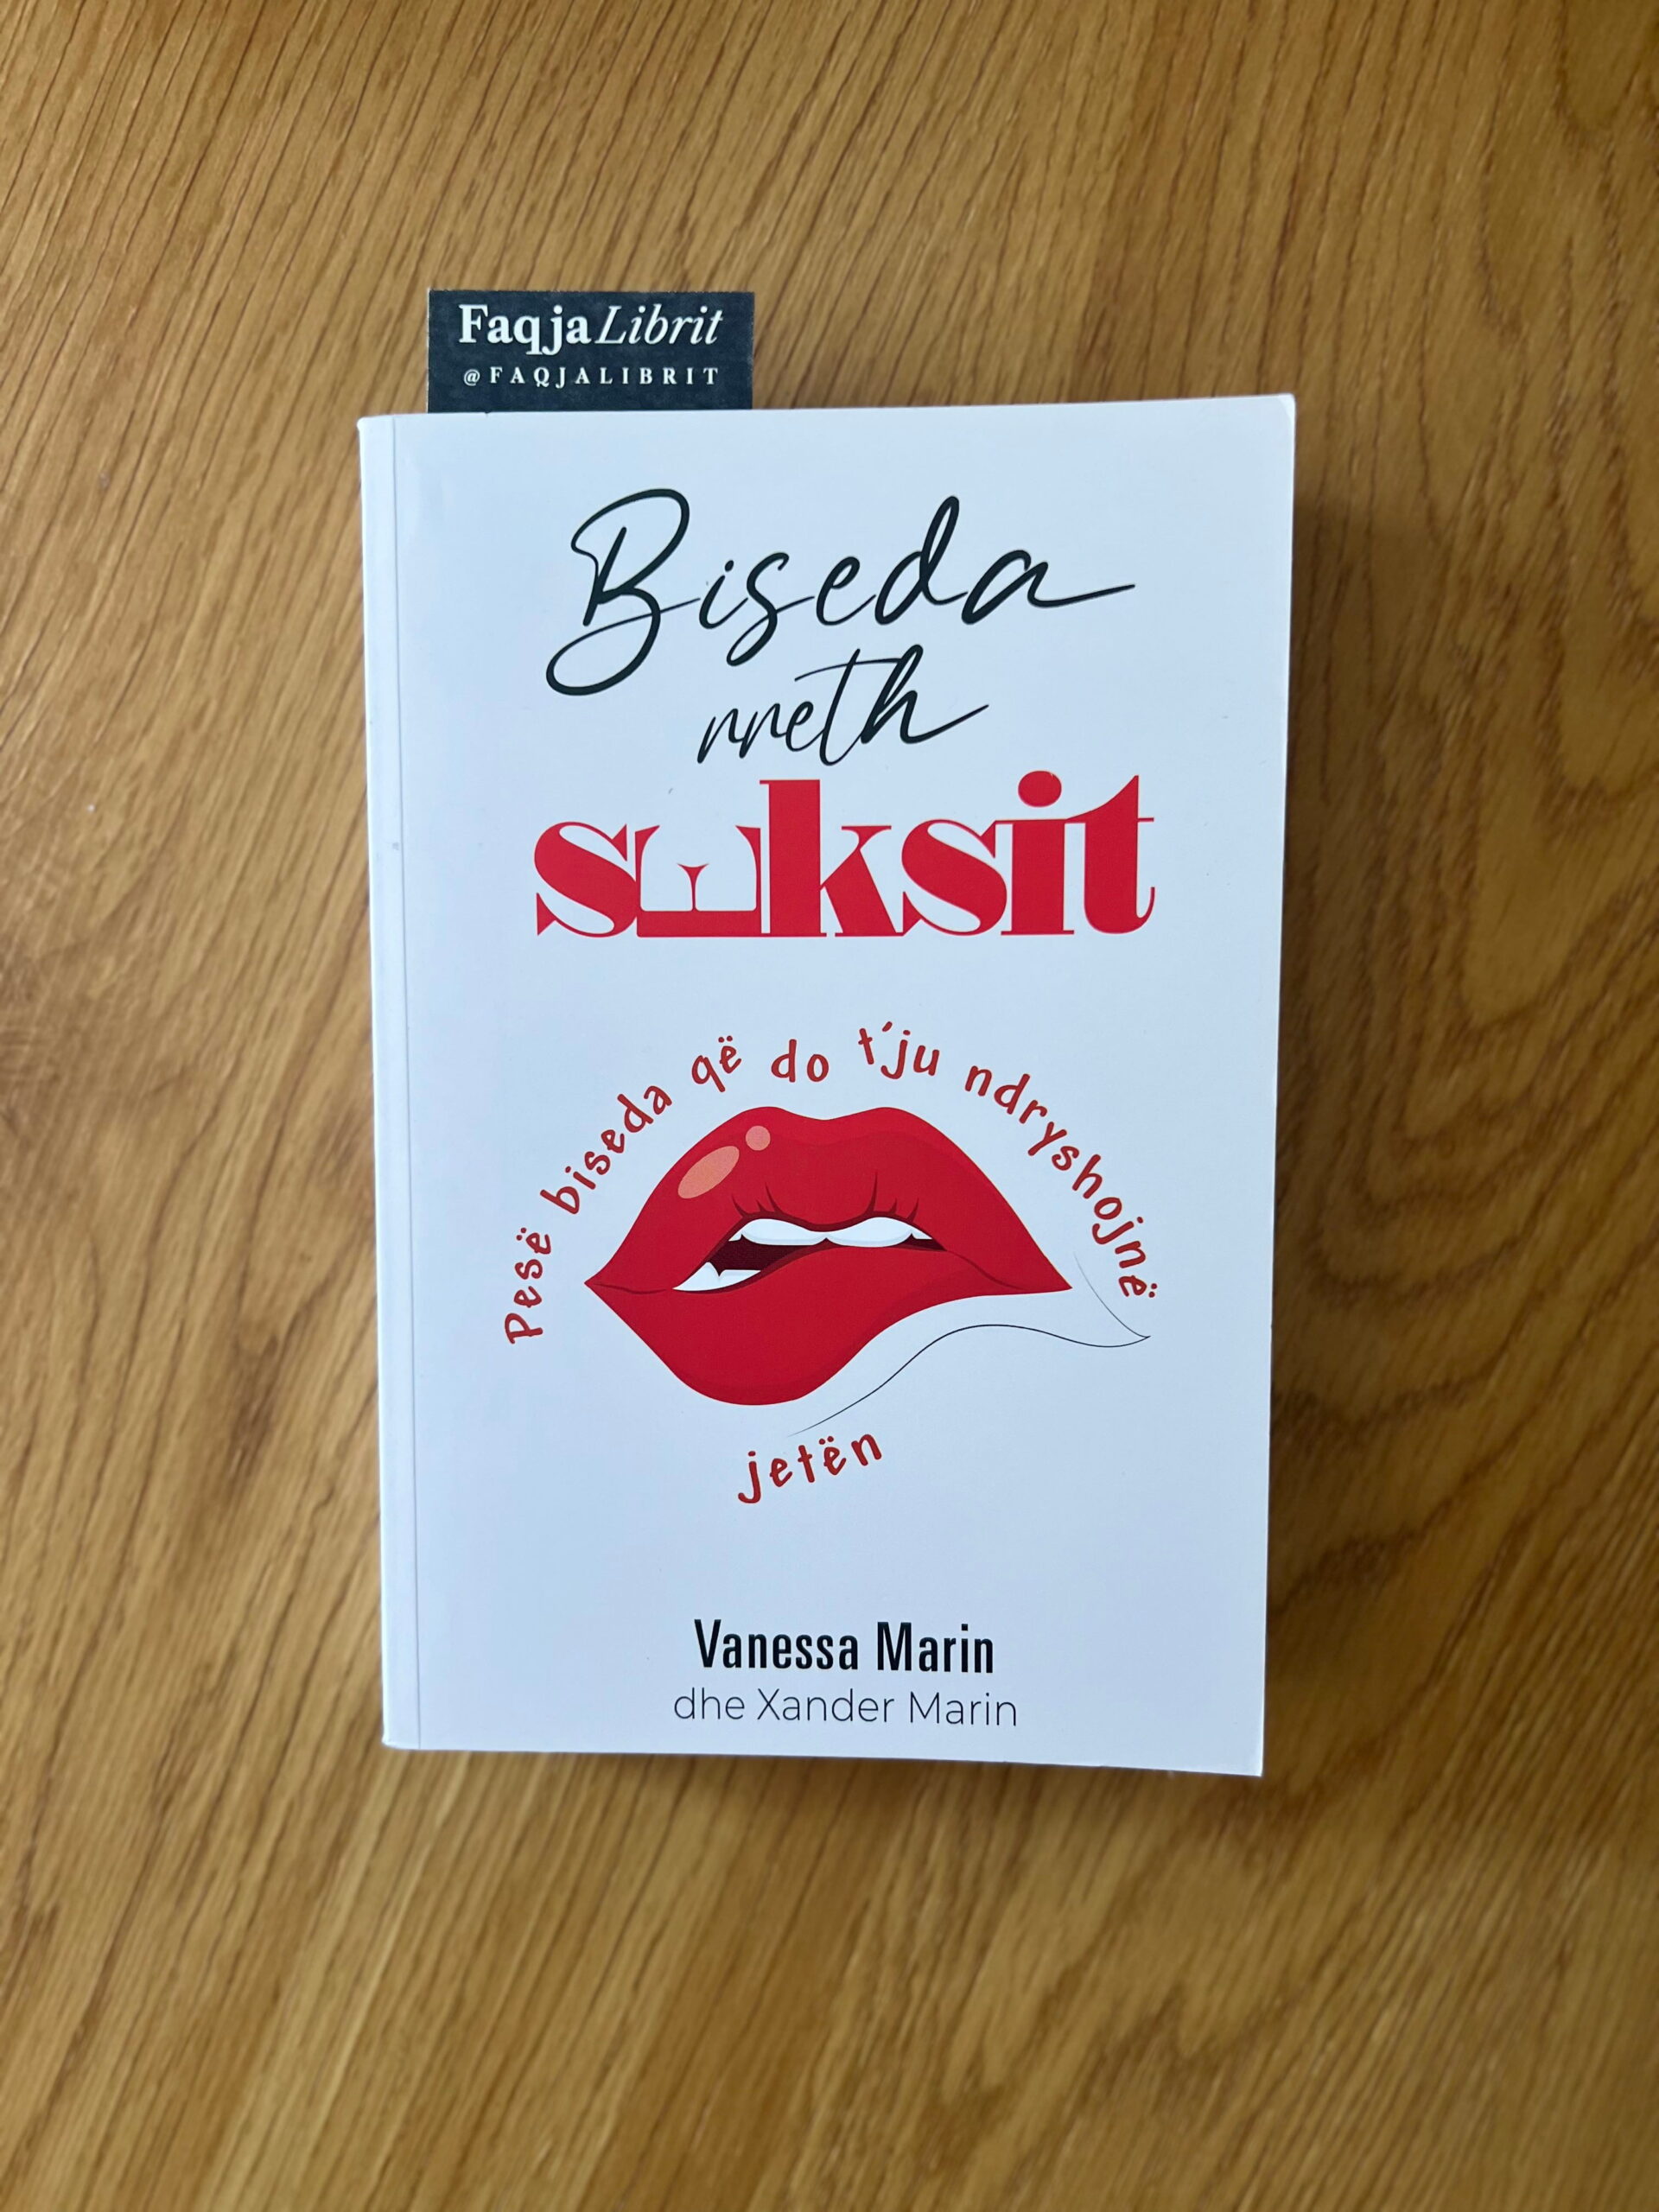 FaqjaLibrit
@FAQJALIBRIT
Biseda
rreth
seksit
Pesë biseda që do t'ju ndryshojnë
jetën
Vanessa Marin
dhe Xander Marin